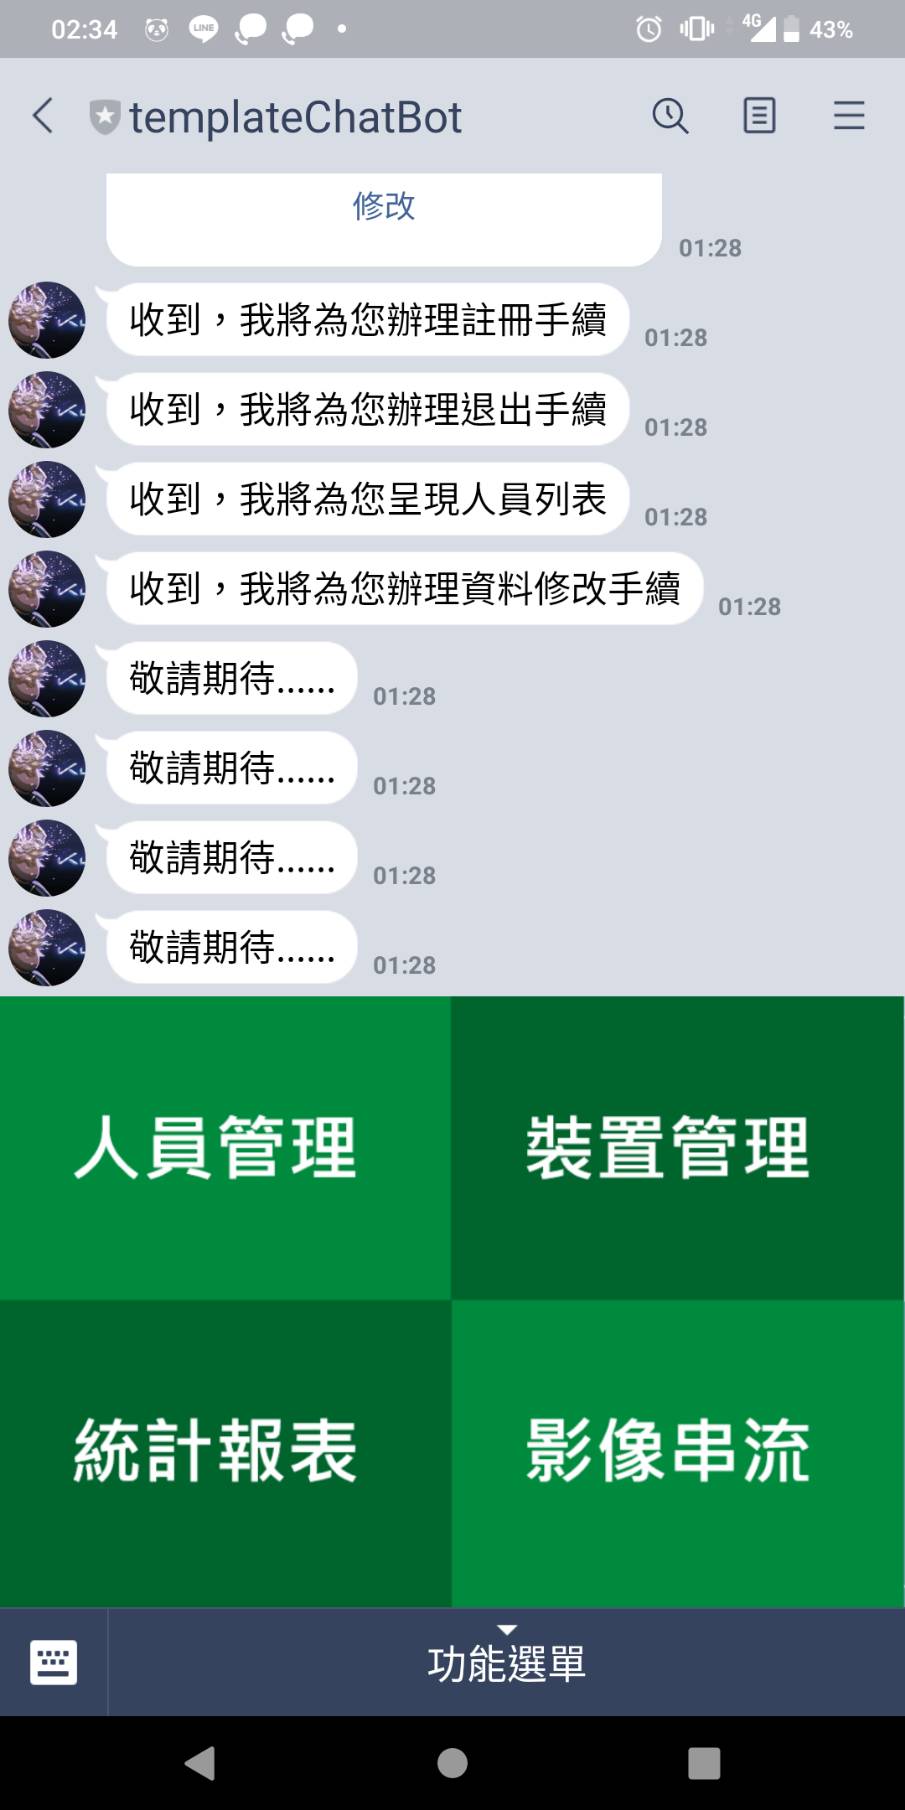 02:34 LINE 4G 43%
templateChatBot
修改
01:28
收到，我將為您辦理註冊手續
01:28
收到，我將為您辦理退出手續
01:28
收到，我將為您呈現人員列表
01:28
收到，我將為您辦理資料修改手續
01:28
敬請期待......
01:28
敬請期待......
01:28
敬請期待......
01:28
敬請期待......
01:28
人員管理 裝置管理
統計報表 影像串流
功能選單